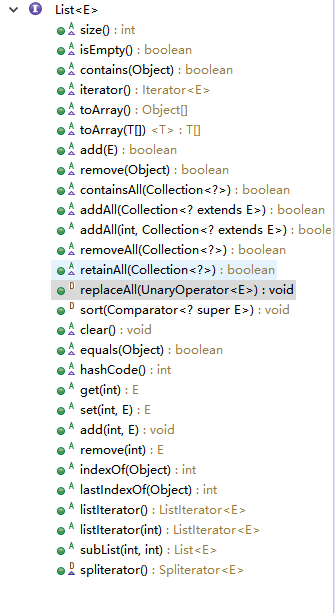 List<E>
A size() : int
A isEmpty() : boolean
A contains(Object) : boolean
A iterator() : Iterator<E>
A toArray() : Object[]
A toArray(T[]) <T> : T[]
A add(E) : boolean
A remove(Object) : boolean
A containsAll(Collection<?>) : boolean
A addAll(Collection<? extends E>) : boolean
A addAll(int, Collection<? extends E>) : boole
A removeAll(Collection<?>) : boolean
A retainAll(Collection<?>) : boolean
D replaceAll(UnaryOperator<E>) : void
D sort(Comparator<? super E>) : void
A clear() : void
A equals(Object) : boolean
A hashCode() : int
A get(int) : E
A set(int, E) : E
A add(int, E) : void
A remove(int) : E
A indexOf(Object) : int
A lastIndexOf(Object) : int
A listIterator() : ListIterator<E>
A listIterator(int) : ListIterator<E>
A subList(int, int) : List<E>
D spliterator() : Spliterator<E>